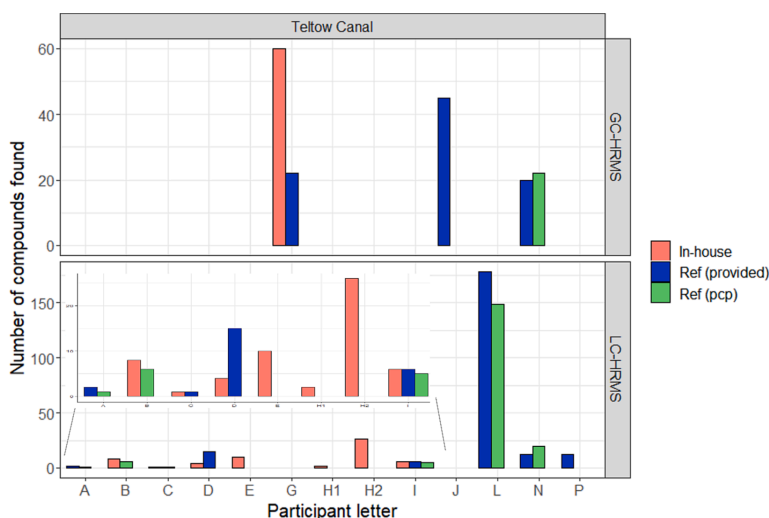 Teltow Canal
60
40
20
0
GC-HRMS
Number of compounds found
150
100
50
0
LC-HRMS
In-house
Ref (provided)
Ref (pcp)
A B C D E G H1 H2 I J L N P
Participant letter